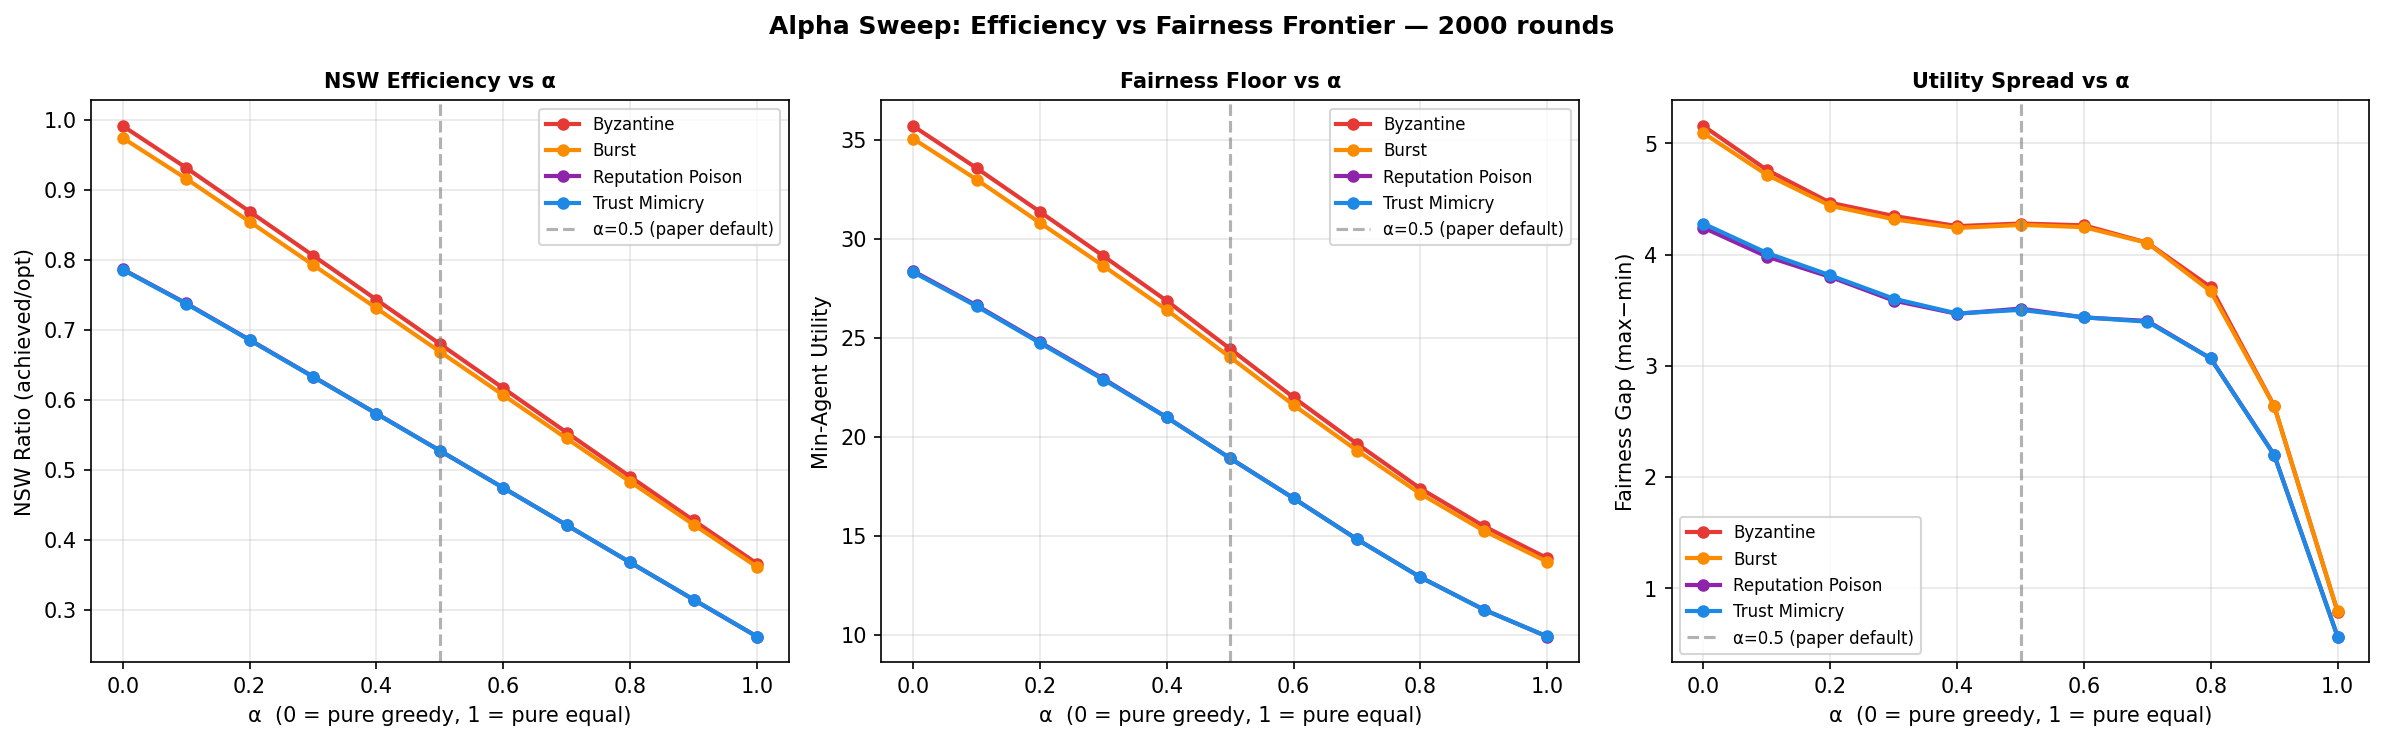 Alpha Sweep: Efficiency vs Fairness Frontier — 2000 rounds
NSW Efficiency vs α
NSW Ratio (achieved/opt)
1.0
0.9
0.8
0.7
0.6
0.5
0.4
0.3
Byzantine
Burst
Reputation Poison
Trust Mimicry
α=0.5 (paper default)
0.0 0.2 0.4 0.6 0.8 1.0
α (0 = pure greedy, 1 = pure equal)
Fairness Floor vs α
Min-Agent Utility
35
30
25
20
15
10
Byzantine
Burst
Reputation Poison
Trust Mimicry
α=0.5 (paper default)
0.0 0.2 0.4 0.6 0.8 1.0
α (0 = pure greedy, 1 = pure equal)
Utility Spread vs α
Fairness Gap (max−min)
5
4
3
2
1
Byzantine
Burst
Reputation Poison
Trust Mimicry
α=0.5 (paper default)
0.0 0.2 0.4 0.6 0.8 1.0
α (0 = pure greedy, 1 = pure equal)